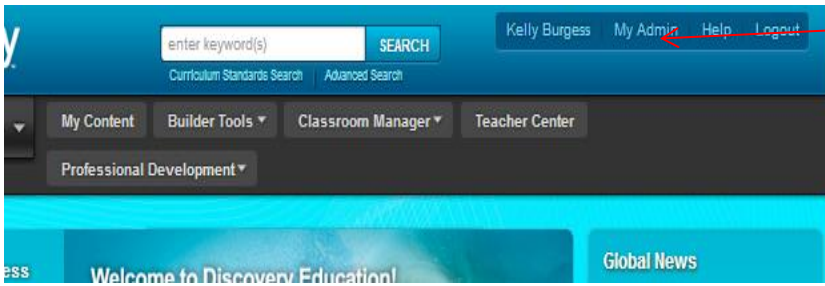 y
Kelly Burgess My Admin Help Logout
enter keyword(s) SEARCH
Curriculum Standards Search Advanced Search
My Content Builder Tools Classroom Manager Teacher Center
Professional Development
ess
Welcome to Discovery Education!
Global News